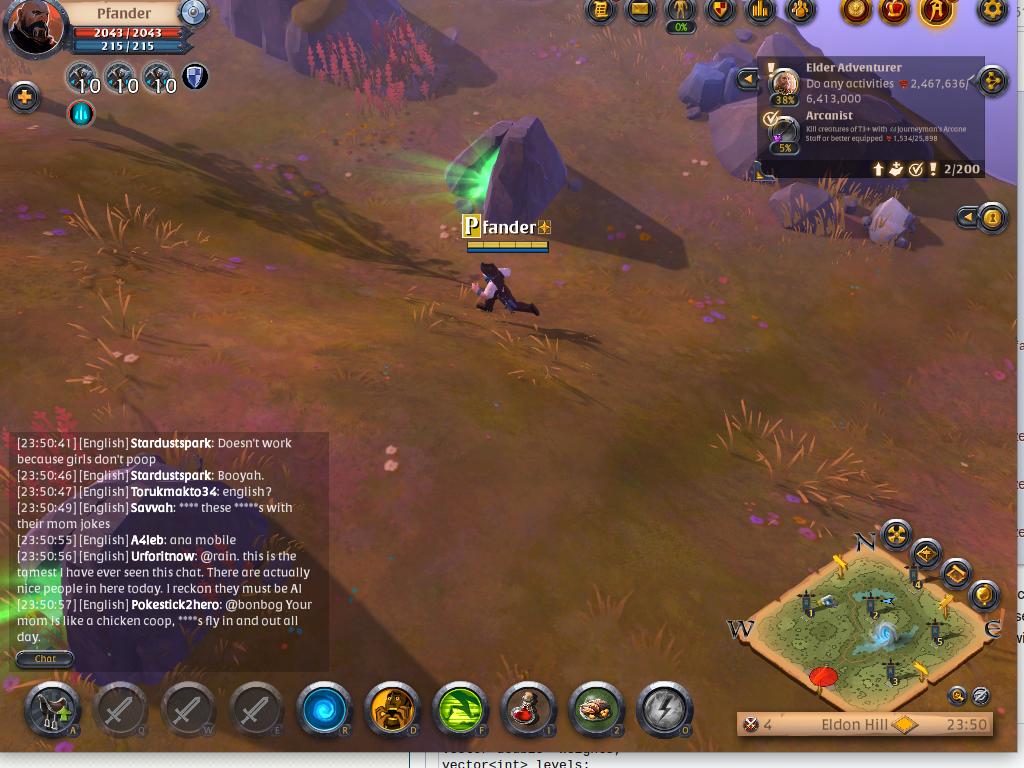 Pfander
2043/2043
215/215
10 10 10
0%
Elder Adventurer
Do any activities 2,467,636/
6,413,000
38%
Arcanist
Kill creatures of T3+ with Journeyman's Arcane
Staff or better equipped 1,534/25,898
5%
2/200
Pfander
[23:50:41] [English] Stardustspark: Doesn't work
because girls don't poop
[23:50:46] [English] Stardustspark: Booyah.
[23:50:47] [English] Torukmakto34: english?
[23:50:49] [English] Savvah: **** these *****s with
their mom jokes
[23:50:55] [English] A4leb: ana mobile
[23:50:56] [English] Urforitnow: @rain. this is the
tamest I have ever seen this chat. There are actually
nice people in here today. I reckon they must be AI
[23:50:57] [English] Pokestick2hero: @bonbog Your
mom is like a chicken coop, ****s fly in and out all
day.
Chat
N
W
E
1
2
3
4
5
A
Q
W
E
R
D
F
1
2
O
4 Eldon Hill 23:50
vector<int> levels;